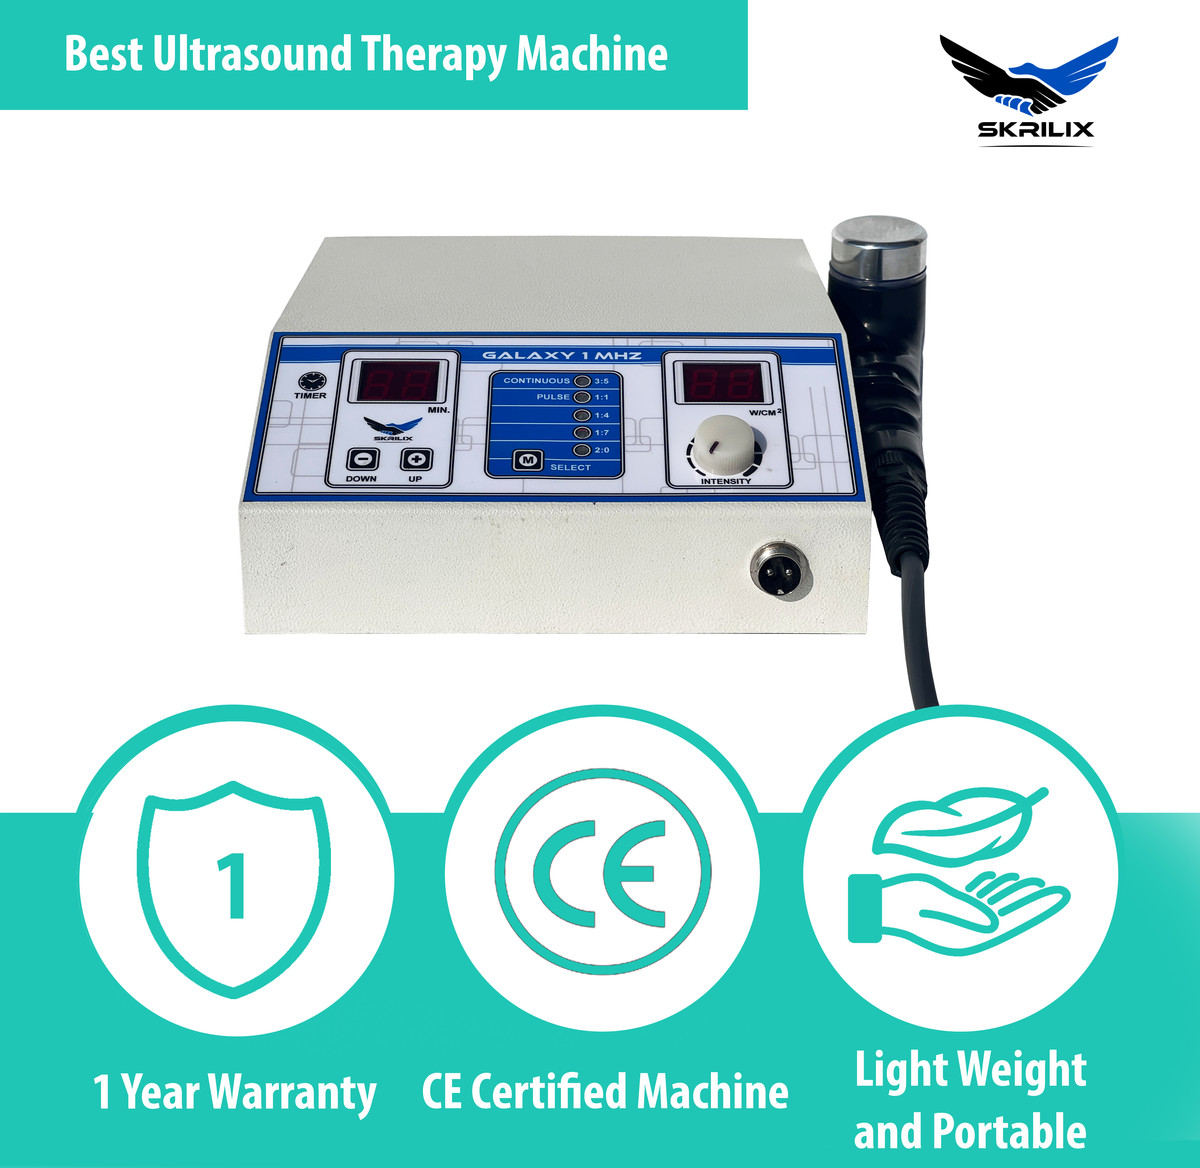 Best Ultrasound Therapy Machine
SKRILIX
GALAXY 1 MHZ
TIMER
MIN.
SKRILIX
DOWN UP
CONTINUOUS 3:5
PULSE 1:1
1:4
1:7
2:0
M SELECT
W/CM²
INTENSITY
1
CE
1 Year Warranty
CE Certified Machine
Light Weight
and Portable